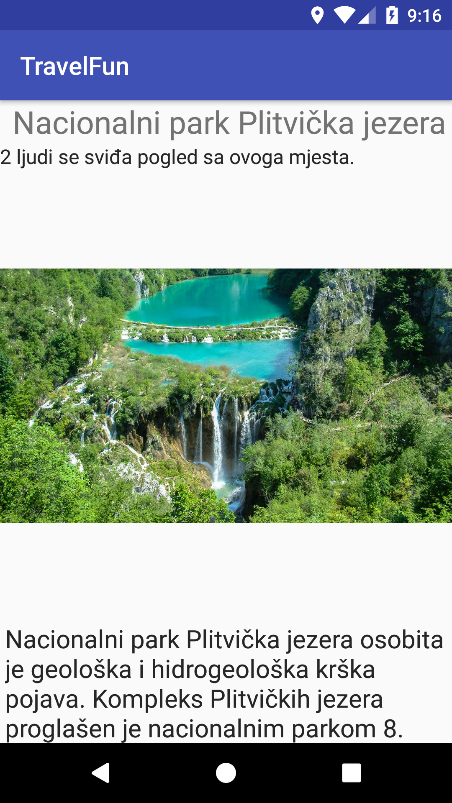 9:16
TravelFun
Nacionalni park Plitvička jezera
2 ljudi se sviđa pogled sa ovoga mjesta.
Nacionalni park Plitvička jezera osobita
je geološka i hidrogeološka krška
pojava. Kompleks Plitvičkih jezera
proglašen je nacionalnim parkom 8.